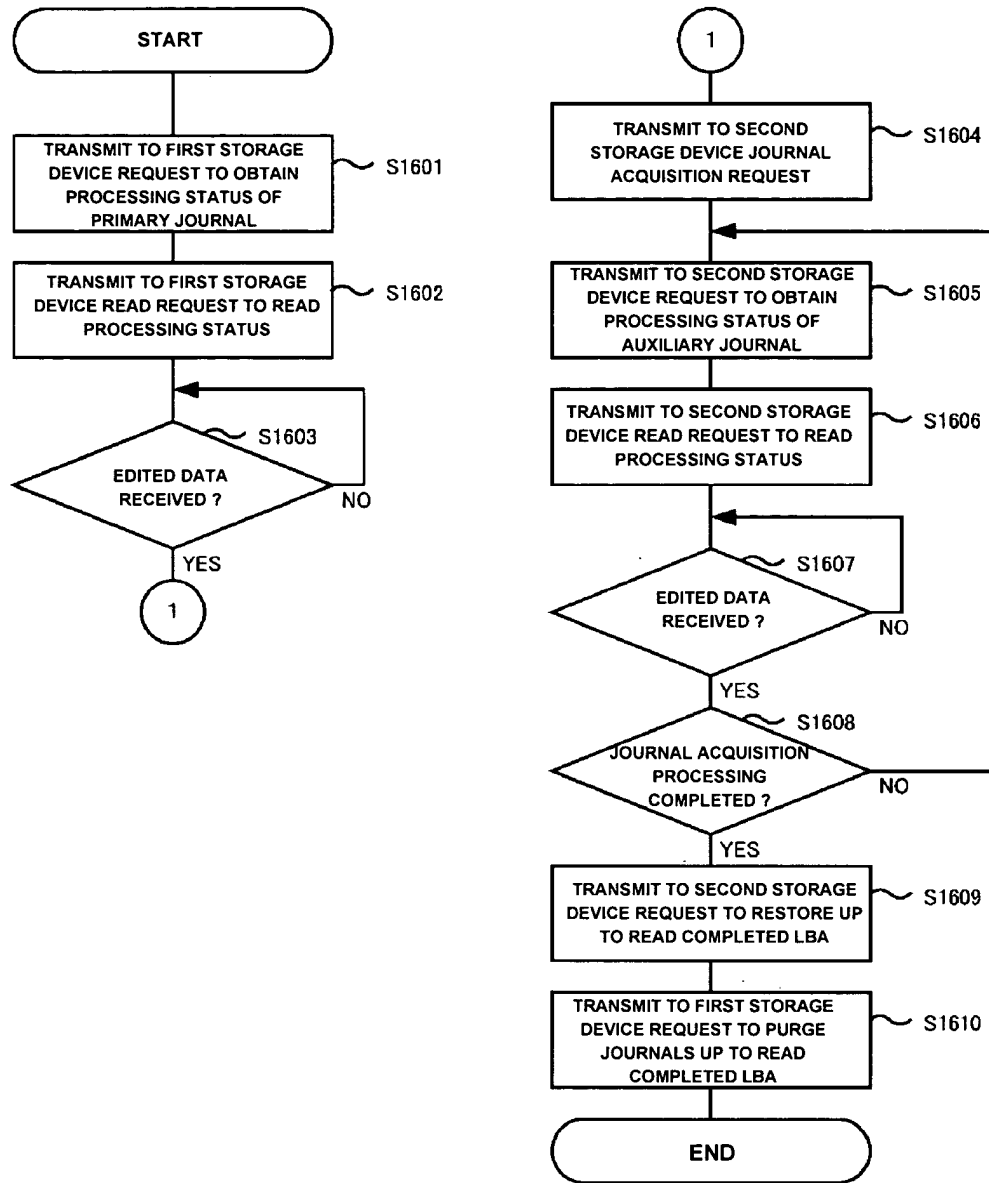 START
TRANSMIT TO FIRST STORAGE
DEVICE REQUEST TO OBTAIN
PROCESSING STATUS OF
PRIMARY JOURNAL
S1601
TRANSMIT TO FIRST STORAGE
DEVICE READ REQUEST TO READ
PROCESSING STATUS
S1602
S1603
EDITED DATA
RECEIVED ?
NO
YES
1
1
TRANSMIT TO SECOND
STORAGE DEVICE JOURNAL
ACQUISITION REQUEST
S1604
TRANSMIT TO SECOND STORAGE
DEVICE REQUEST TO OBTAIN
PROCESSING STATUS OF
AUXILIARY JOURNAL
S1605
TRANSMIT TO SECOND STORAGE
DEVICE READ REQUEST TO READ
PROCESSING STATUS
S1606
S1607
EDITED DATA
RECEIVED ?
NO
YES
S1608
JOURNAL ACQUISITION
PROCESSING
COMPLETED ?
NO
YES
TRANSMIT TO SECOND STORAGE
DEVICE REQUEST TO RESTORE UP
TO READ COMPLETED LBA
S1609
TRANSMIT TO FIRST STORAGE
DEVICE REQUEST TO PURGE
JOURNALS UP TO READ
COMPLETED LBA
S1610
END